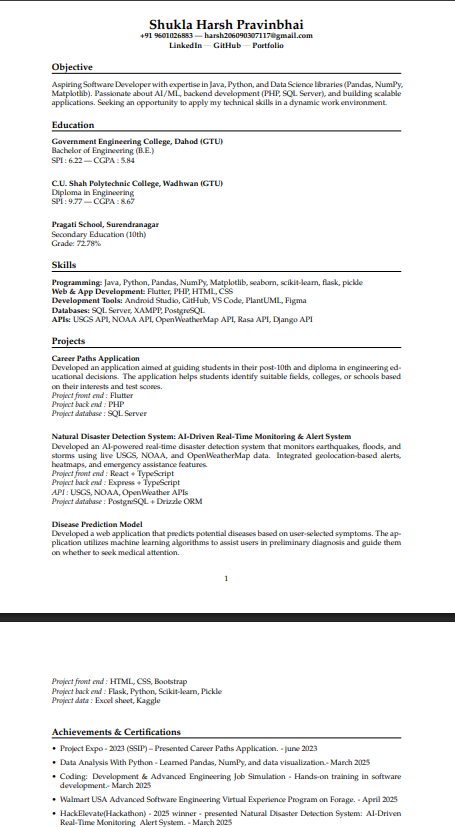 Shukla Harsh Pravinbhai
+91 9601026883 — harsh206090307117@gmail.com
LinkedIn — GitHub — Portfolio
Objective
Aspiring Software Developer with expertise in Java, Python, and Data Science libraries (Pandas, NumPy,
Matplotlib). Passionate about AI/ML, backend development (PHP, SQL Server), and building scalable
applications. Seeking an opportunity to apply my technical skills in a dynamic work environment.
Education
Government Engineering College, Dahod (GTU)
Bachelor of Engineering (B.E.)
SPI : 6.22 — CGPA : 5.84
C.U. Shah Polytechnic College, Wadhwan (GTU)
Diploma in Engineering
SPI : 9.77 — CGPA : 8.67
Pragati School, Surendranagar
Secondary Education (10th)
Grade: 72.78%
Skills
Programming: Java, Python, Pandas, NumPy, Matplotlib, seaborn, scikit-learn, flask, pickle
Web & App Development: Flutter, PHP, HTML, CSS
Development Tools: Android Studio, GitHub, VS Code, PlantUML, Figma
Databases: SQL Server, XAMPP, PostgreSQL
APIs: USGS API, NOAA API, OpenWeatherMap API, Rasa API, Django API
Projects
Career Paths Application
Developed an application aimed at guiding students in their post-10th and diploma in engineering ed-
ucational decisions. The application helps students identify suitable fields, colleges, or schools based
on their interests and test scores.
Project front end : Flutter
Project back end : PHP
Project database : SQL Server
Natural Disaster Detection System: AI-Driven Real-Time Monitoring & Alert System
Developed an AI-powered real-time disaster detection system that monitors earthquakes, floods, and
storms using live USGS, NOAA, and OpenWeatherMap data. Integrated geolocation-based alerts,
heatmaps, and emergency assistance features.
Project front end : React + TypeScript
Project back end : Express + TypeScript
API : USGS, NOAA, OpenWeather APIs
Project database : PostgreSQL + Drizzle ORM
Disease Prediction Model
Developed a web application that predicts potential diseases based on user-selected symptoms. The ap-
plication utilizes machine learning algorithms to assist users in preliminary diagnosis and guide them
on whether to seek medical attention.
1
Project front end : HTML, CSS, Bootstrap
Project back end : Flask, Python, Scikit-learn, Pickle
Project data : Excel sheet, Kaggle
Achievements & Certifications
• Project Expo - 2023 (SSIP) – Presented Career Paths Application. - june 2023
• Data Analysis With Python - Learned Pandas, NumPy, and data visualization.- March 2025
• Coding: Development & Advanced Engineering Job Simulation - Hands-on training in software
development.- March 2025
• Walmart USA Advanced Software Engineering Virtual Experience Program on Forage. - April 2025
• HackElevate(Hackathon) - 2025 winner - presented Natural Disaster Detection System: AI-Driven
Real-Time Monitoring Alert System. - March 2025